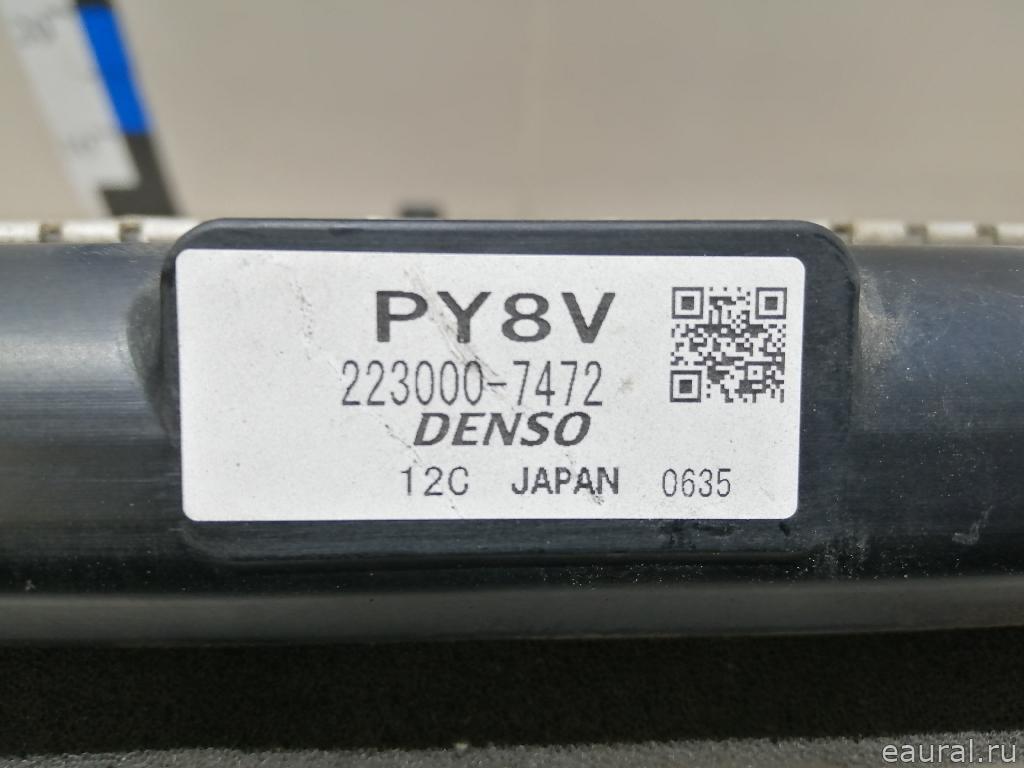 PY8V
223000-7472
DENSO
12C JAPAN 0635
eaural.ru